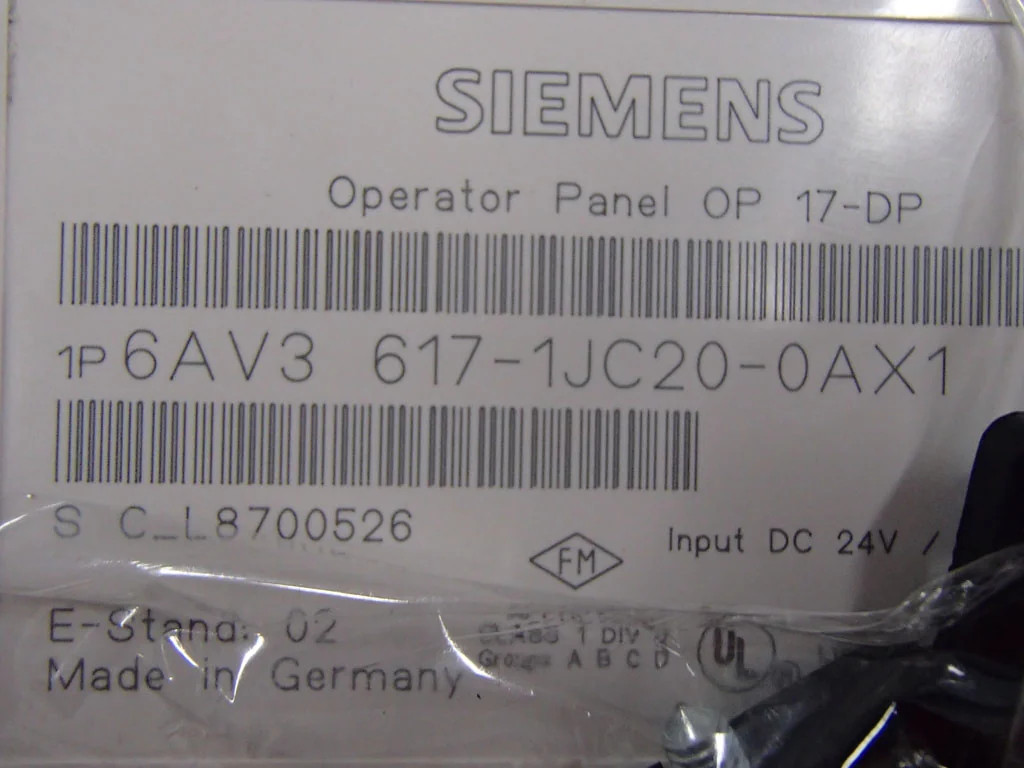 SIEMENS
Operator Panel OP 17-DP
1P 6AV3 617-1JC20-0AX1
S C_L8700526
FM
Input DC 24V /
E-Stand: 02
CLASS 1 DIV
Groups A B C D
UL
Made in Germany